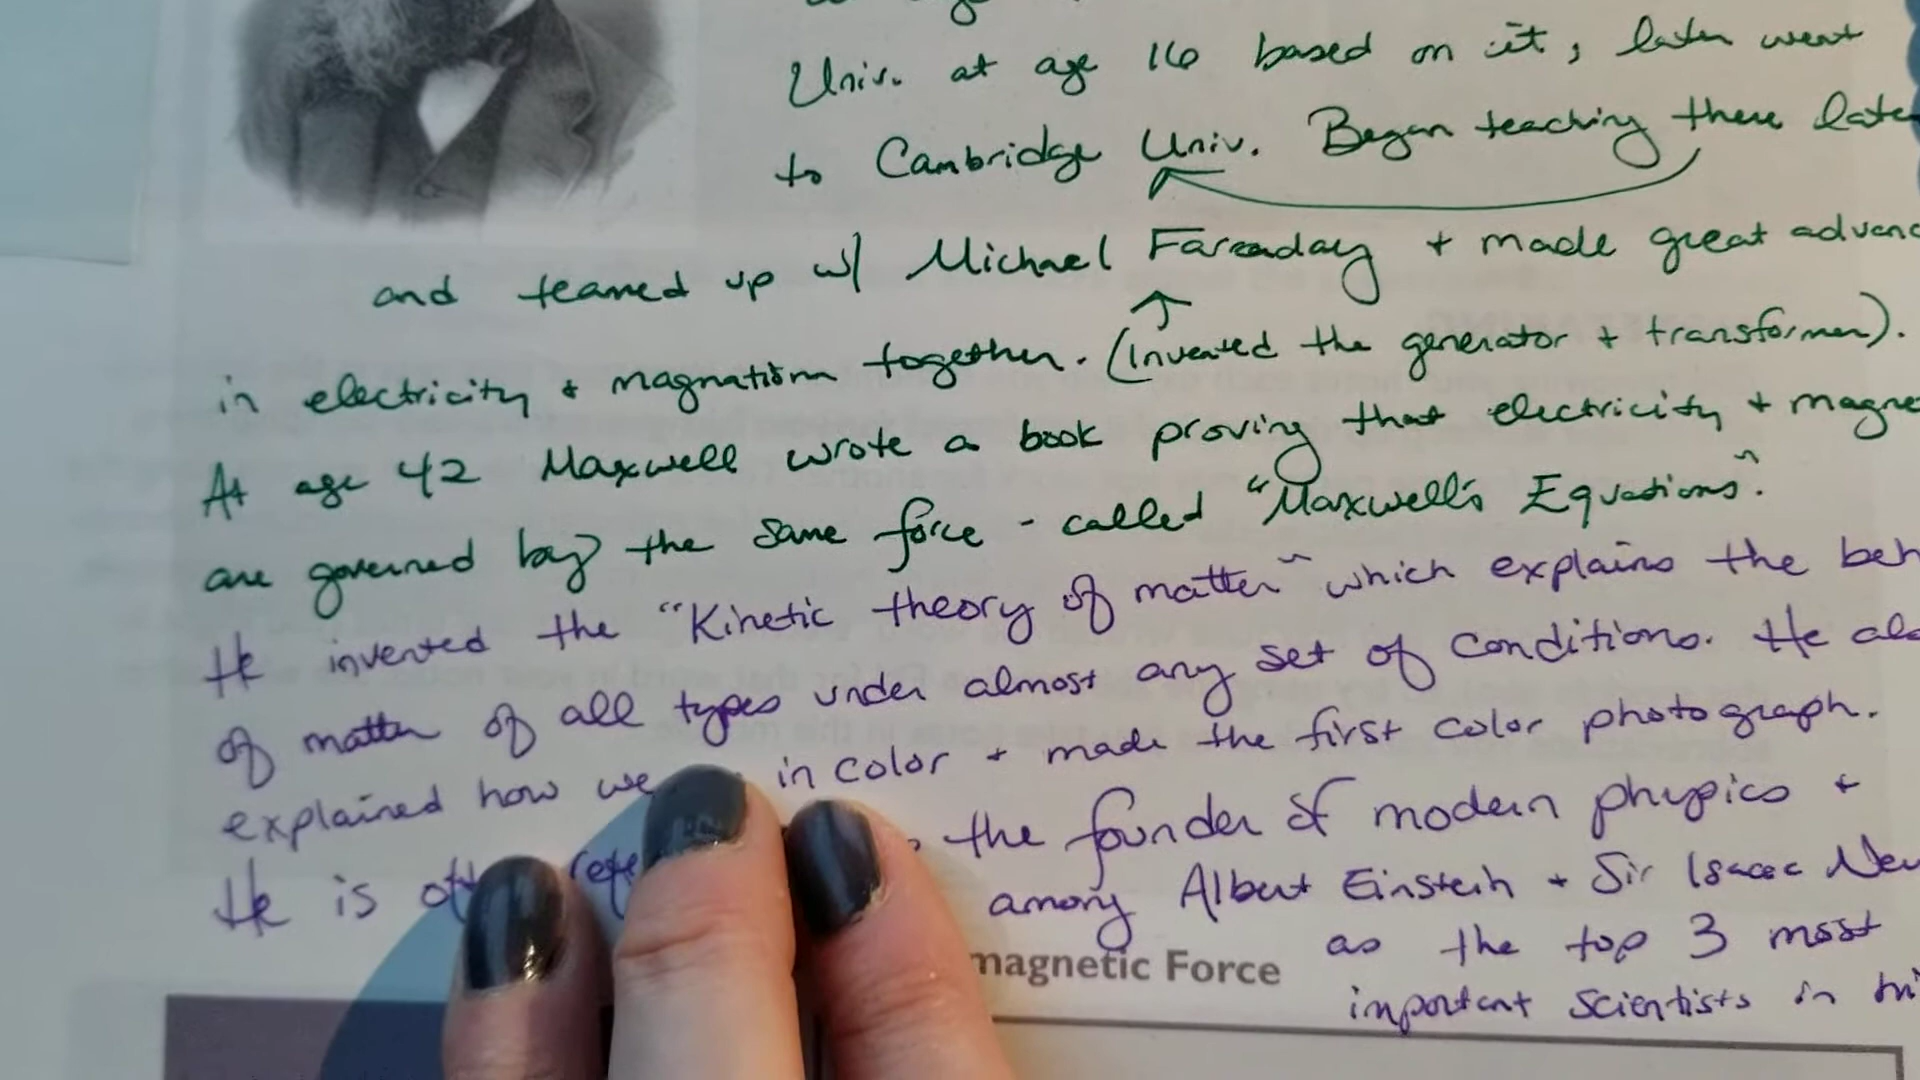 Univ. at age 16 based on it, later went
to Cambridge Univ. Began teaching there late
and teamed up w/ Michael Faraday + made great advanc
in electricity + magnatism together. (Invented the generator + transformer).
At age 42 Maxwell wrote a book proving that electricity + magne
are governed by the same force - called "Maxwell's Equations".
He invented the "Kinetic theory of matter" which explains the beh
of matter of all types under almost any set of conditions. He als
explained how we in color + made the first color photograph.
He is oft refe the founder of modern physics +
among Albert Einstein + Sir Isaac New
as the top 3 most
magnetic Force
important scientists in hi